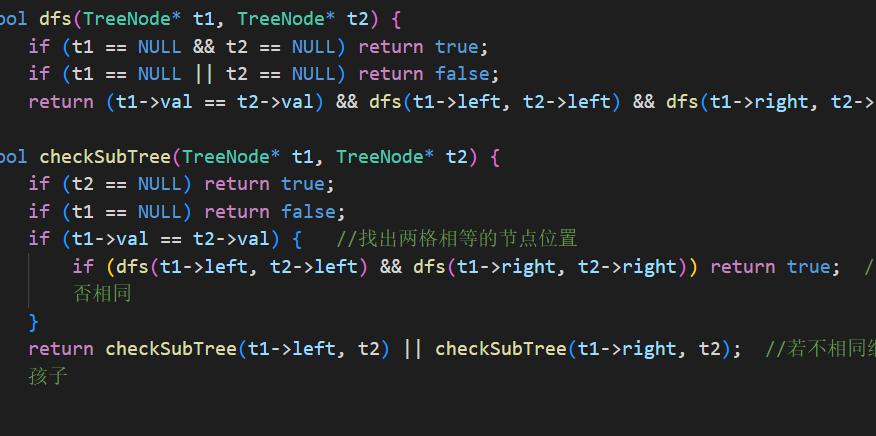 ool dfs(TreeNode* t1, TreeNode* t2) {
if (t1 == NULL && t2 == NULL) return true;
if (t1 == NULL || t2 == NULL) return false;
return (t1->val == t2->val) && dfs(t1->left, t2->left) && dfs(t1->right, t2->
ool checkSubTree(TreeNode* t1, TreeNode* t2) {
if (t2 == NULL) return true;
if (t1 == NULL) return false;
if (t1->val == t2->val) {   //找出两格相等的节点位置
if (dfs(t1->left, t2->left) && dfs(t1->right, t2->right)) return true;  //
否相同
}
return checkSubTree(t1->left, t2) || checkSubTree(t1->right, t2);  //若不相同
孩子